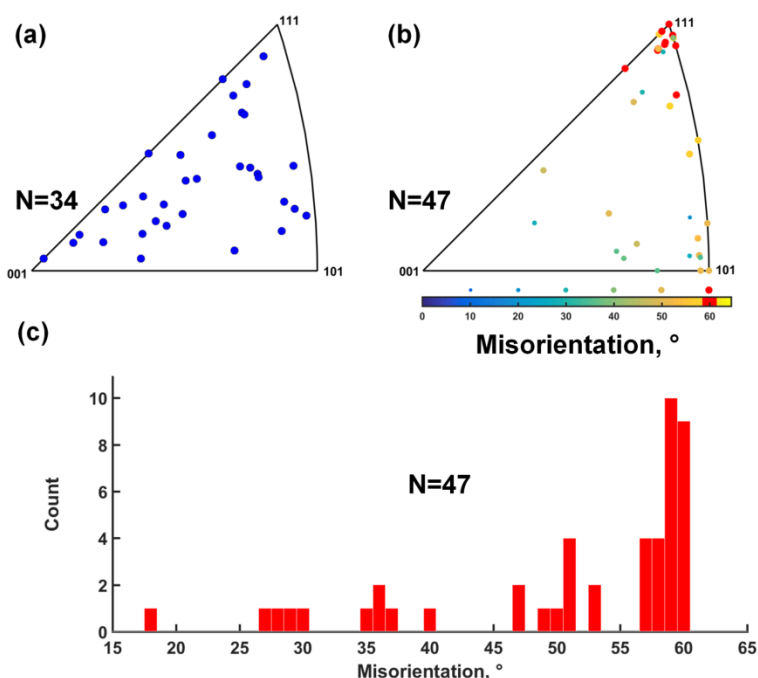 (a)
111
N=34
001
101
(b)
111
N=47
001
101
0 10 20 30 40 50 60
Misorientation, °
(c)
10
8
6
4
2
0
Count
N=47
15 20 25 30 35 40 45 50 55 60 65
Misorientation, °